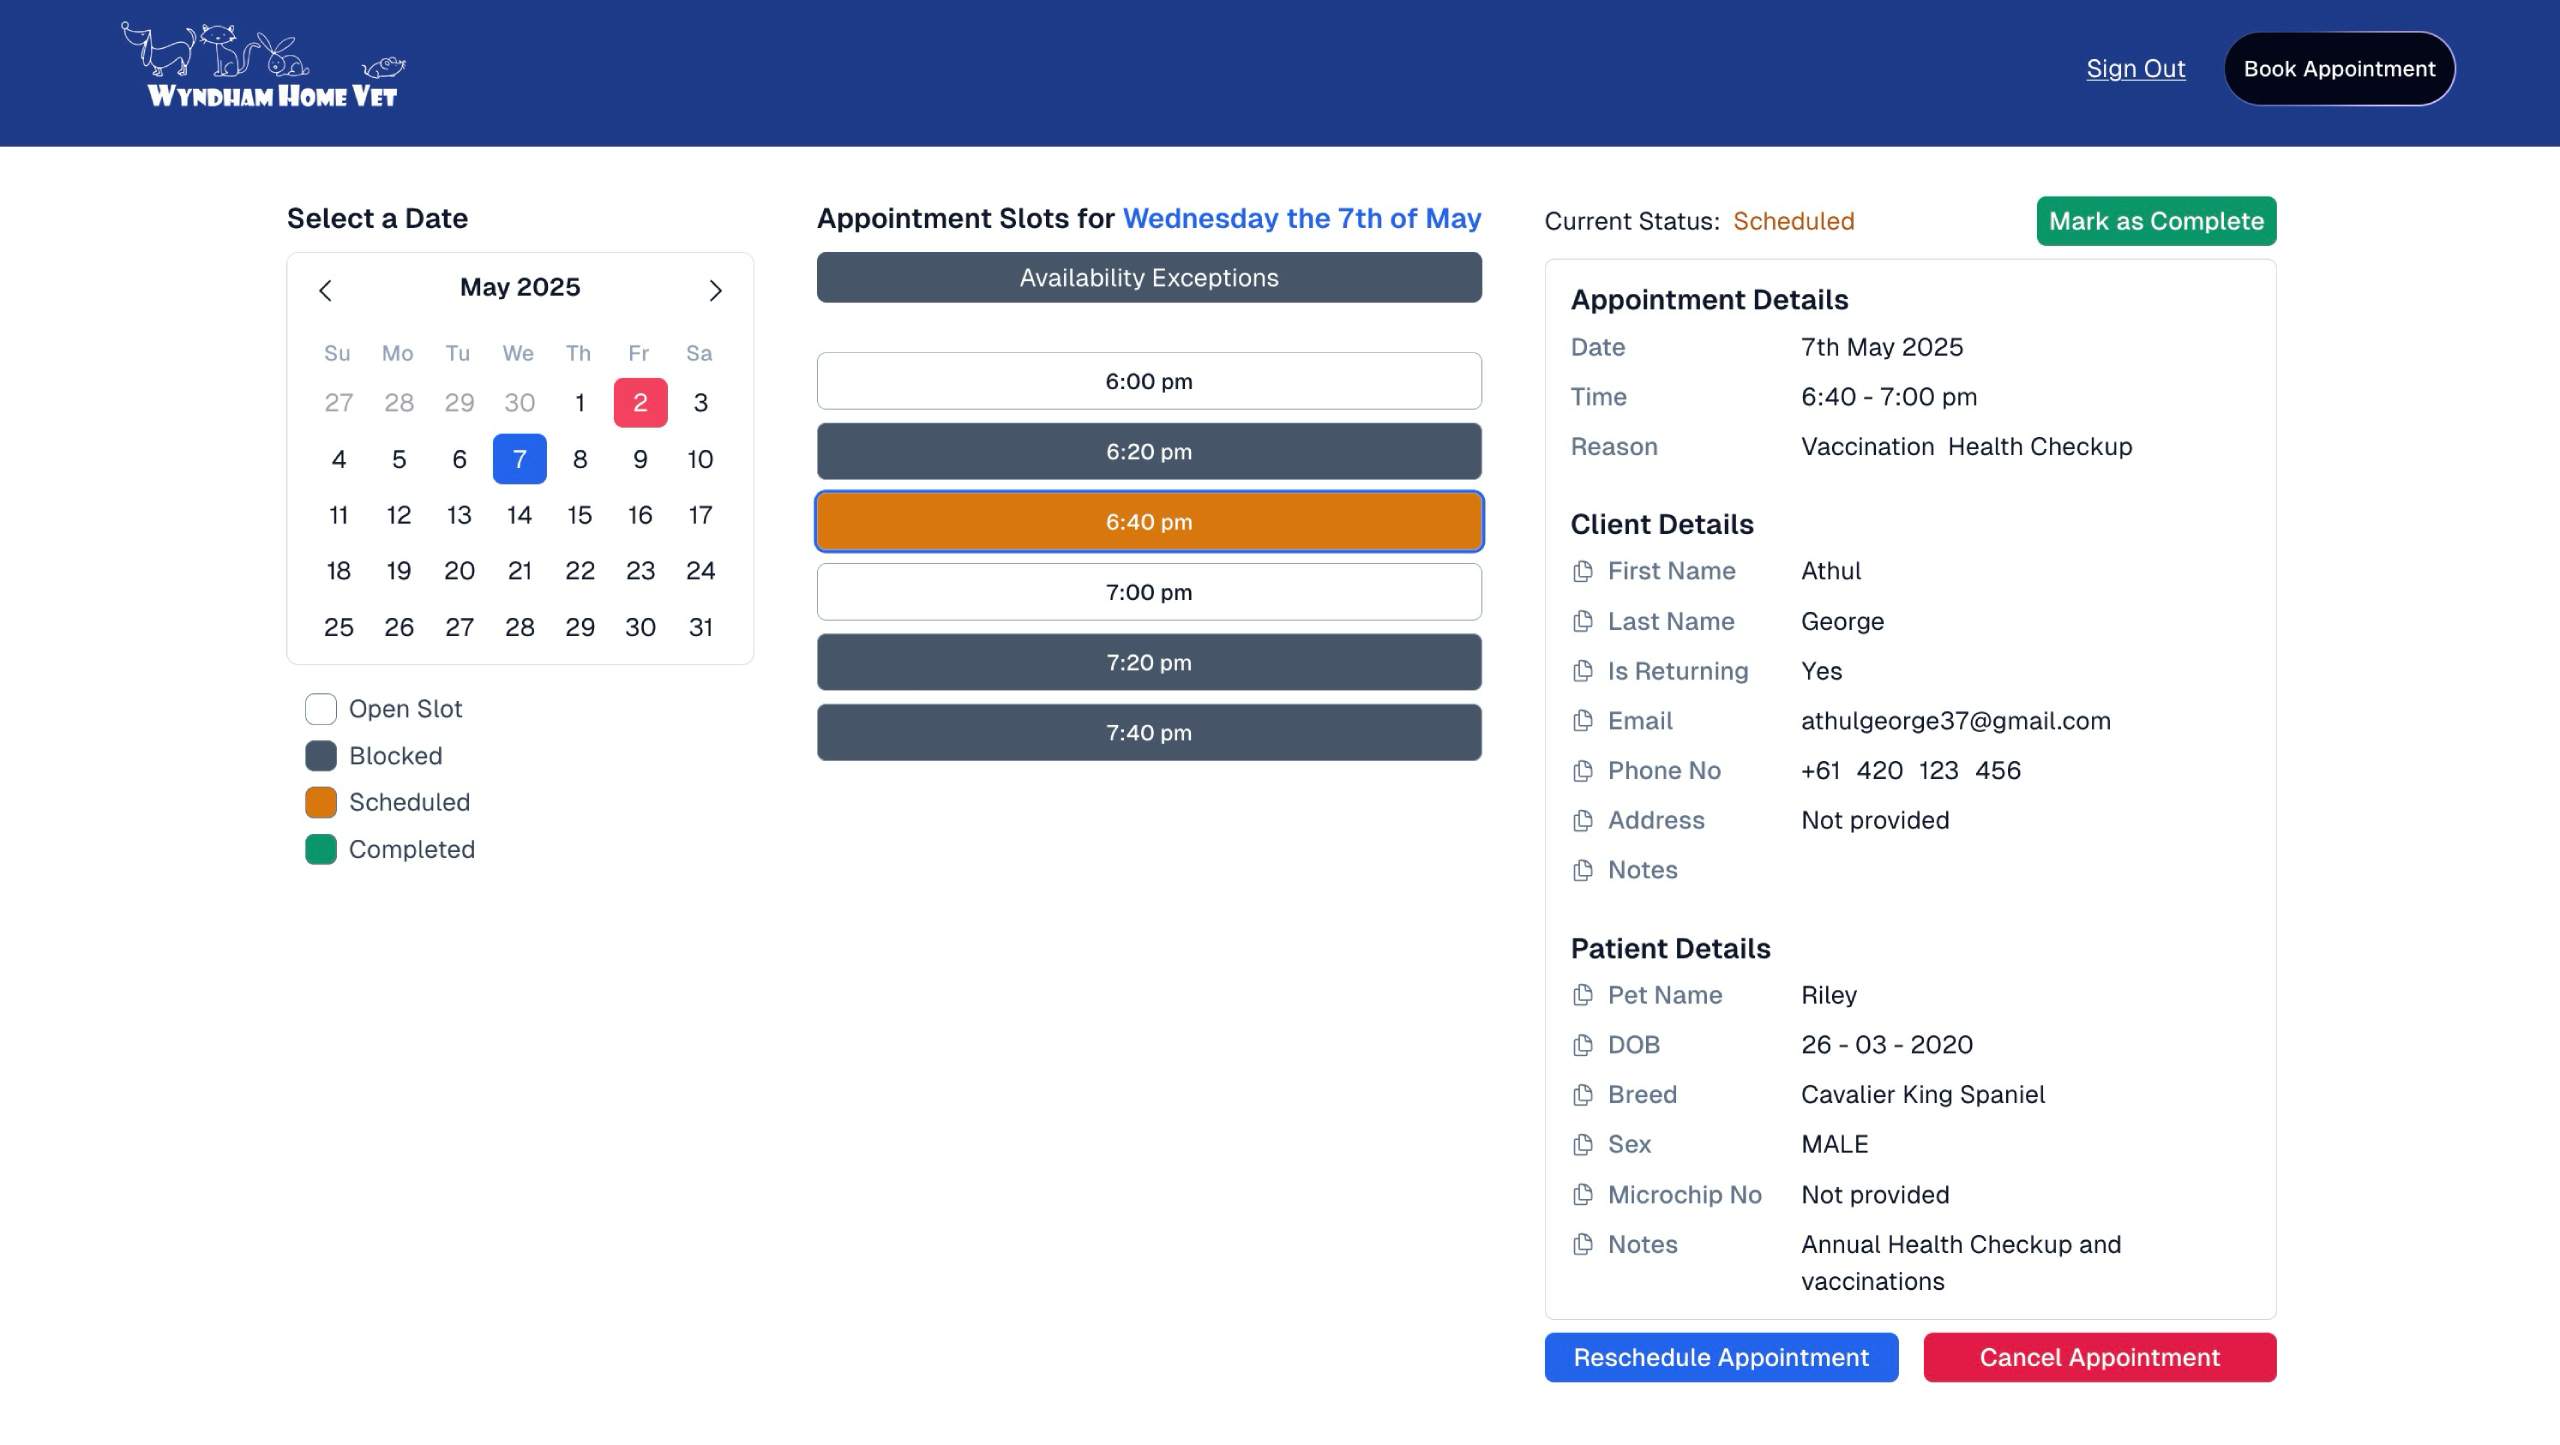 WYNDHAM HOME VET
Sign Out
Book Appointment
Select a Date
May 2025
Su Mo Tu We Th Fr Sa
27 28 29 30 1 2 3
4 5 6 7 8 9 10
11 12 13 14 15 16 17
18 19 20 21 22 23 24
25 26 27 28 29 30 31
Open Slot
Blocked
Scheduled
Completed
Appointment Slots for Wednesday the 7th of May
Availability Exceptions
6:00 pm
6:20 pm
6:40 pm
7:00 pm
7:20 pm
7:40 pm
Current Status: Scheduled
Mark as Complete
Appointment Details
Date 7th May 2025
Time 6:40 - 7:00 pm
Reason Vaccination Health Checkup
Client Details
First Name Athul
Last Name George
Is Returning Yes
Email athulgeorge37@gmail.com
Phone No +61 420 123 456
Address Not provided
Notes
Patient Details
Pet Name Riley
DOB 26 - 03 - 2020
Breed Cavalier King Spaniel
Sex MALE
Microchip No Not provided
Notes Annual Health Checkup and
vaccinations
Reschedule Appointment
Cancel Appointment